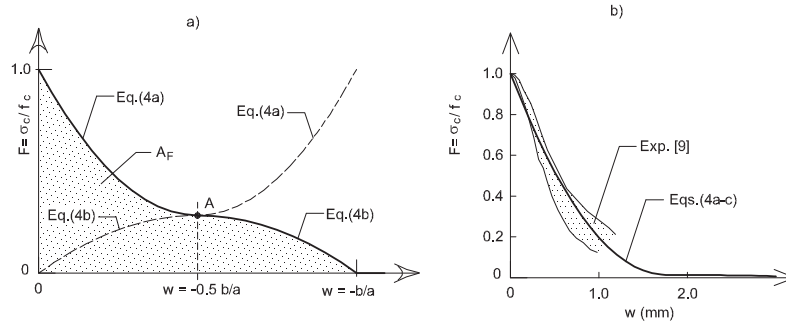 a)
F= σc/fc
1.0
Eq.(4a)
Eq.(4a)
AF
A
Eq.(4b)
Eq.(4b)
0
0
w = -0.5 b/a
w = -b/a
b)
F= σc/fc
1.0
0.8
0.6
0.4
0.2
0
Exp. [9]
Eqs.(4a-c)
0
1.0
2.0
w (mm)